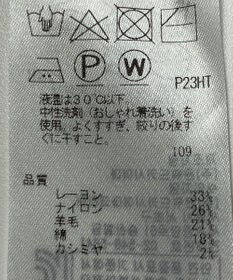 P W P23HT
液温は30℃以下。
中性洗剤（おしゃれ着洗い）を
使用。よくすすぎ、絞りの後す
ぐに干すこと。
109
品質
レーヨン 33%
ナイロン 26%
羊毛 21%
綿 18%
カシミヤ 2%